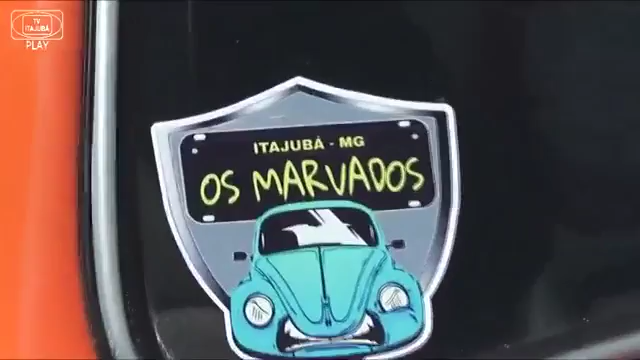 TV
ITAJUBÁ
PLAY
ITAJUBÁ - MG
OS MARVADOS